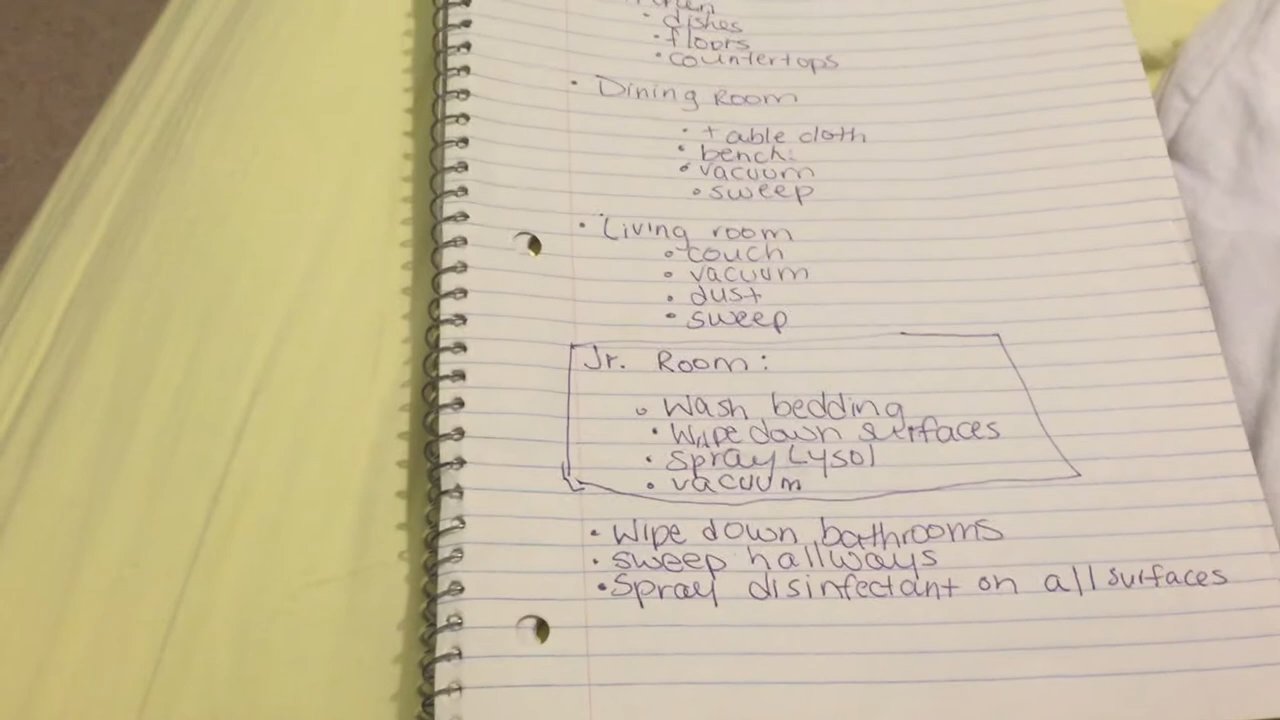 • dishes
• floors
• countertops
• Dining Room
• table cloth
• bench:
• vacuum
• sweep
• Living room
• couch
• vacuum
• dust
• sweep
Jr. Room:
• Wash bedding
• Wipe down surfaces
• Spray Lysol
• vacuum
• Wipe down bathrooms
• sweep hallways
• Spray disinfectant on all surfaces